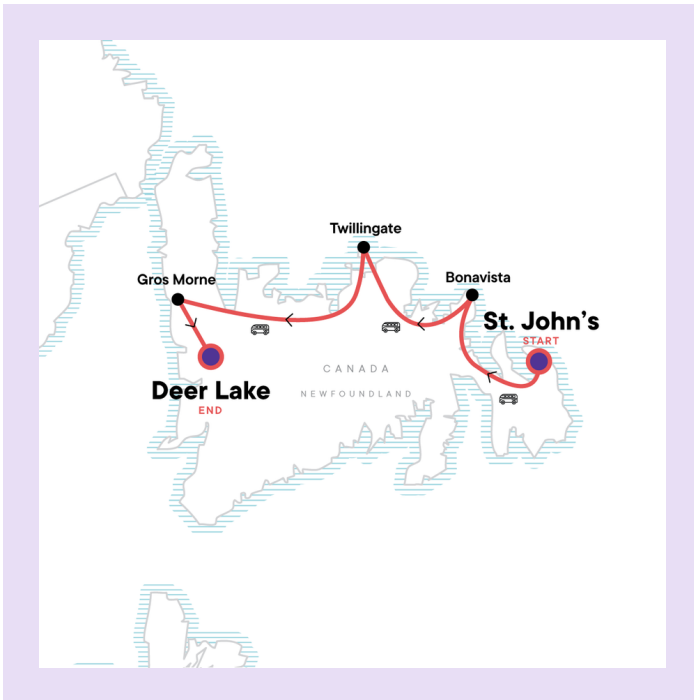 Twillingate
Gros Morne
Bonavista
St. John’s
START
CANADA
Deer Lake
NEWFOUNDLAND
END